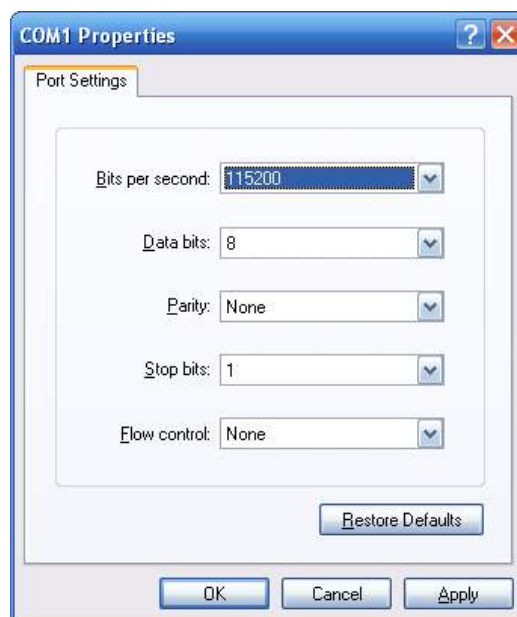 COM1 Properties
Port Settings
Bits per second: 115200
Data bits: 8
Parity: None
Stop bits: 1
Flow control: None
Restore Defaults
OK Cancel Apply